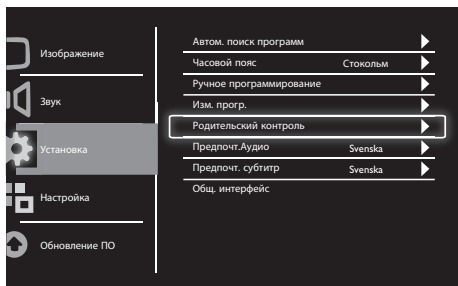 Изображение
Звук
Установка
Настройка
Обновление ПО
Автом. поиск программ
Часовой пояс Стокольм
Ручное программирование
Изм. прогр.
Родительский контроль
Предпочт.Аудио Svenska
Предпочт. субтитр Svenska
Общ. интерфейс